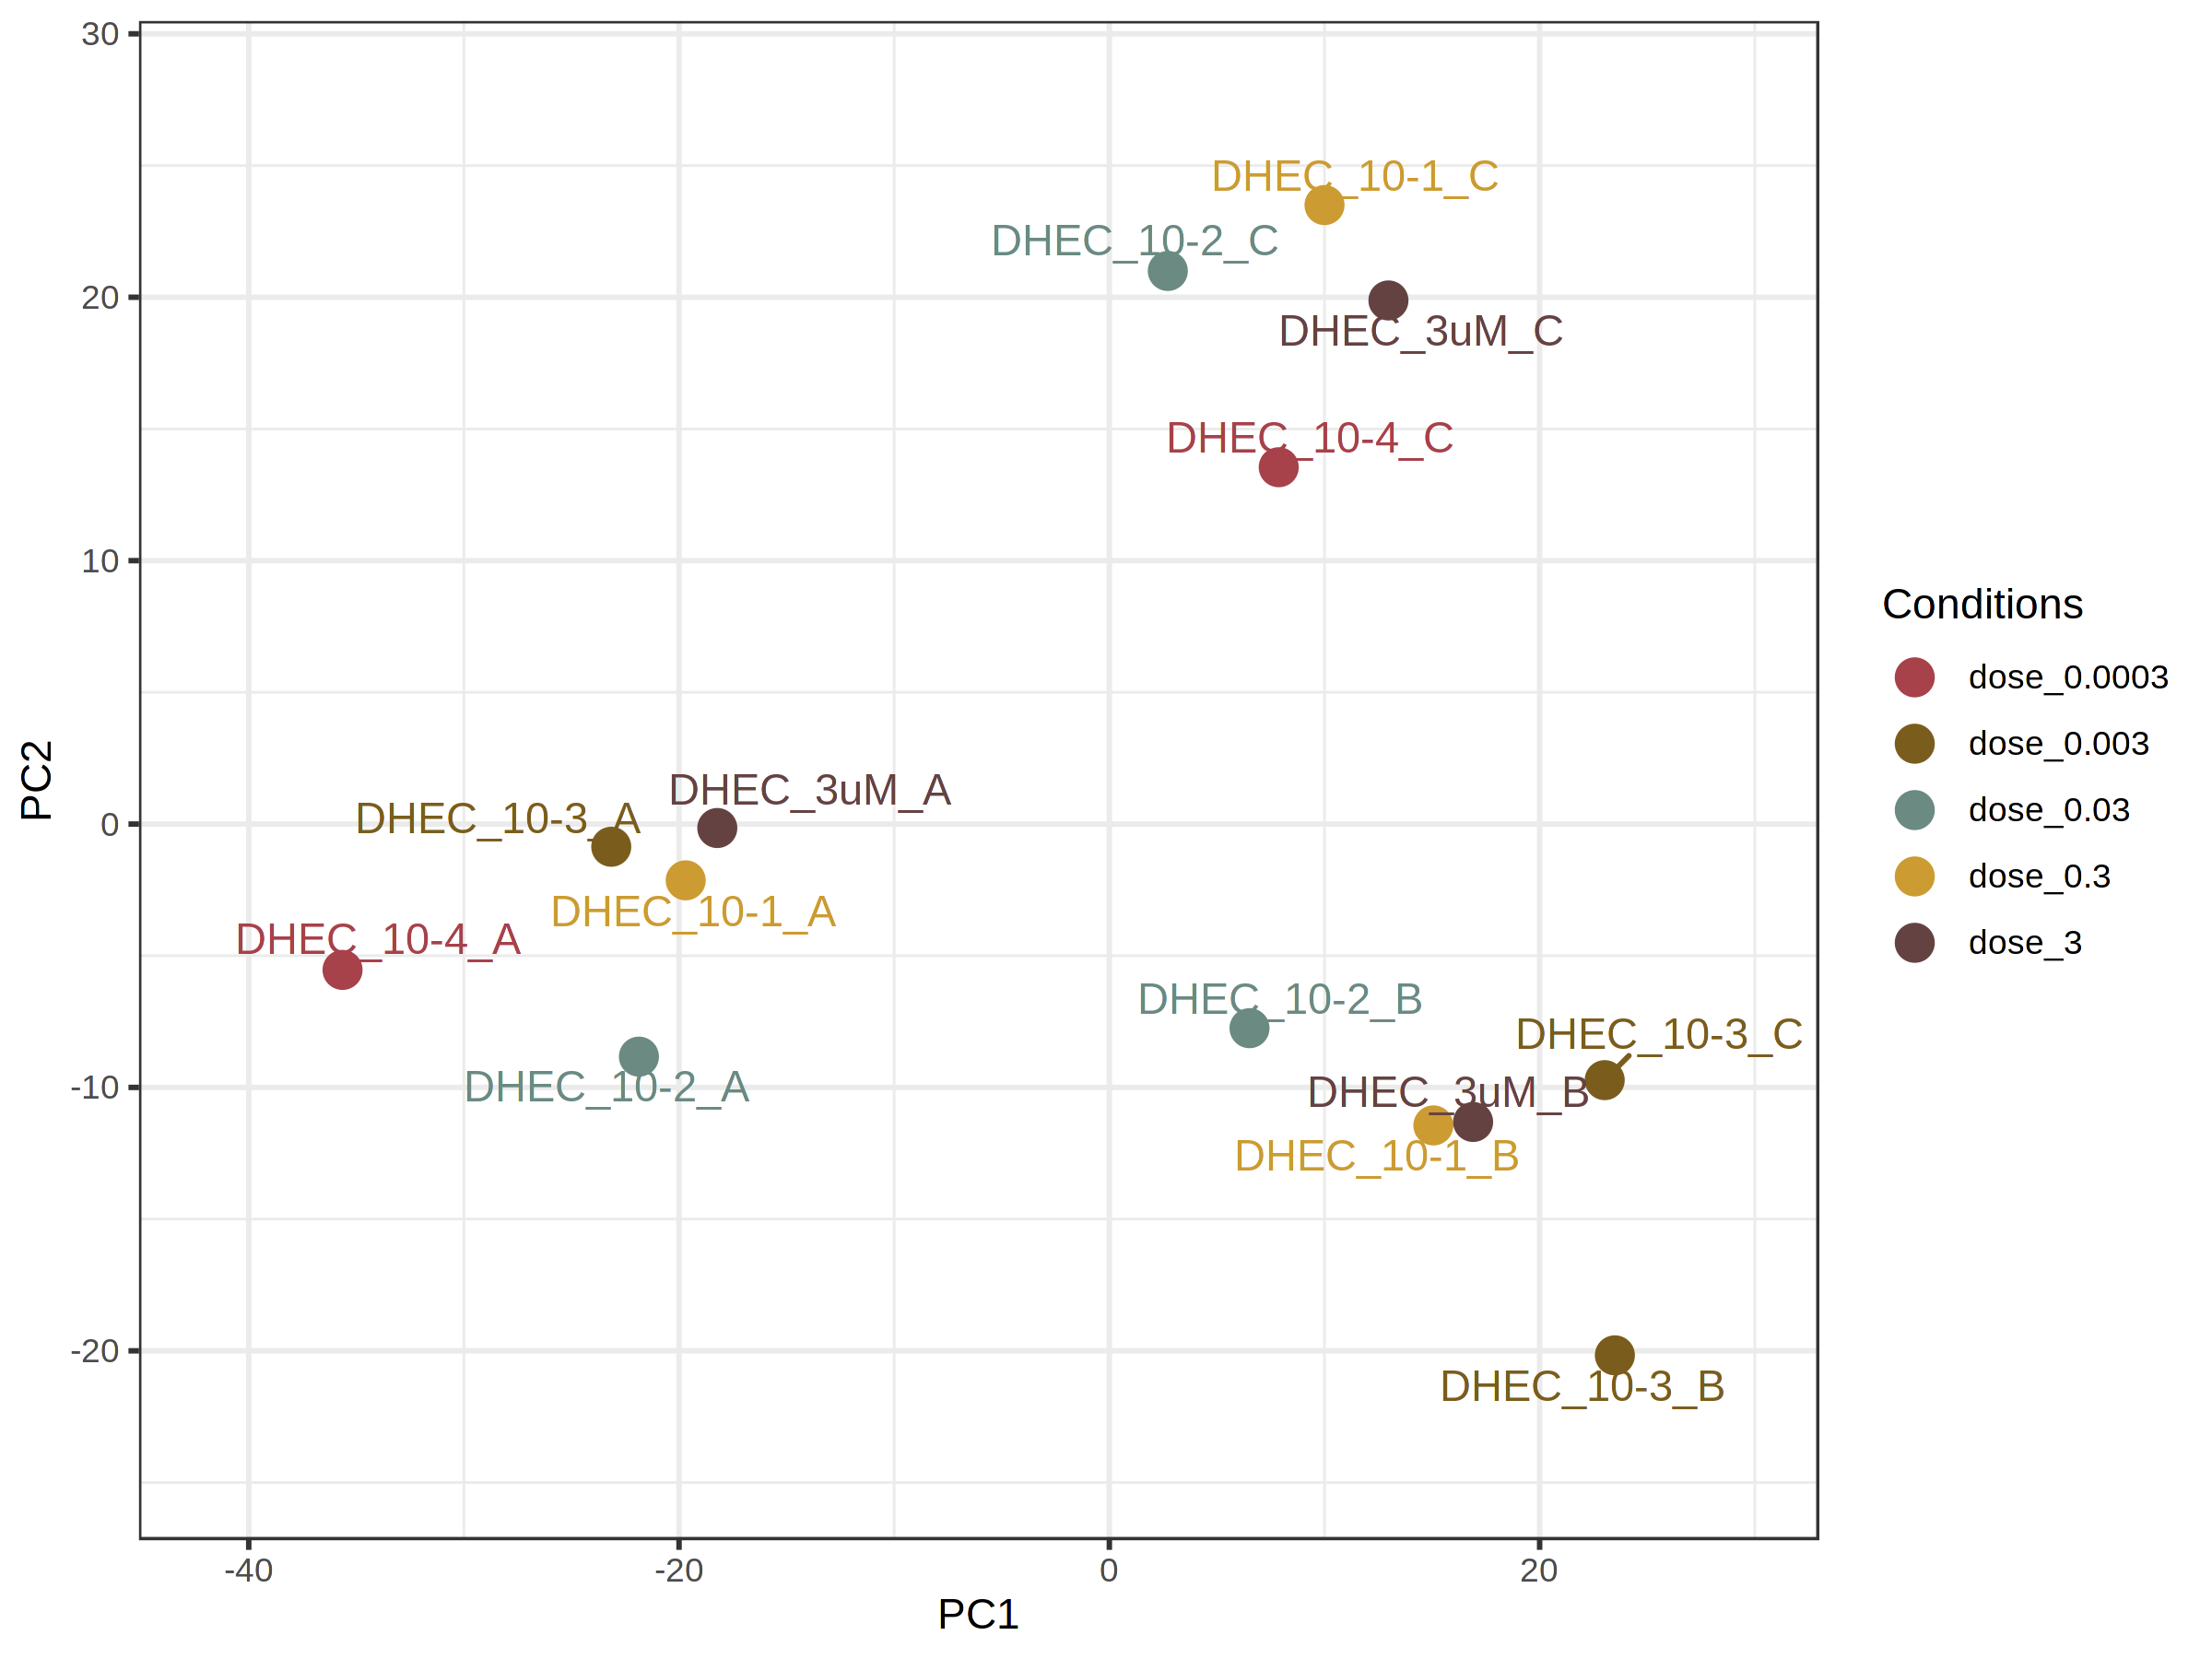 30
DHEC_10-1_C
DHEC_10-2_C
20
DHEC_3uM_C
DHEC_10-4_C
10
Conditions
dose_0.0003
dose_0.003
dose_0.03
dose_0.3
dose_3
PC2
DHEC_3uM_A
DHEC_10-3_A
0
DHEC_10-1_A
DHEC_10-4_A
DHEC_10-2_B
DHEC_10-3_C
DHEC_10-2_A
-10
DHEC_3uM_B
DHEC_10-1_B
-20
DHEC_10-3_B
-40
-20
0
20
PC1